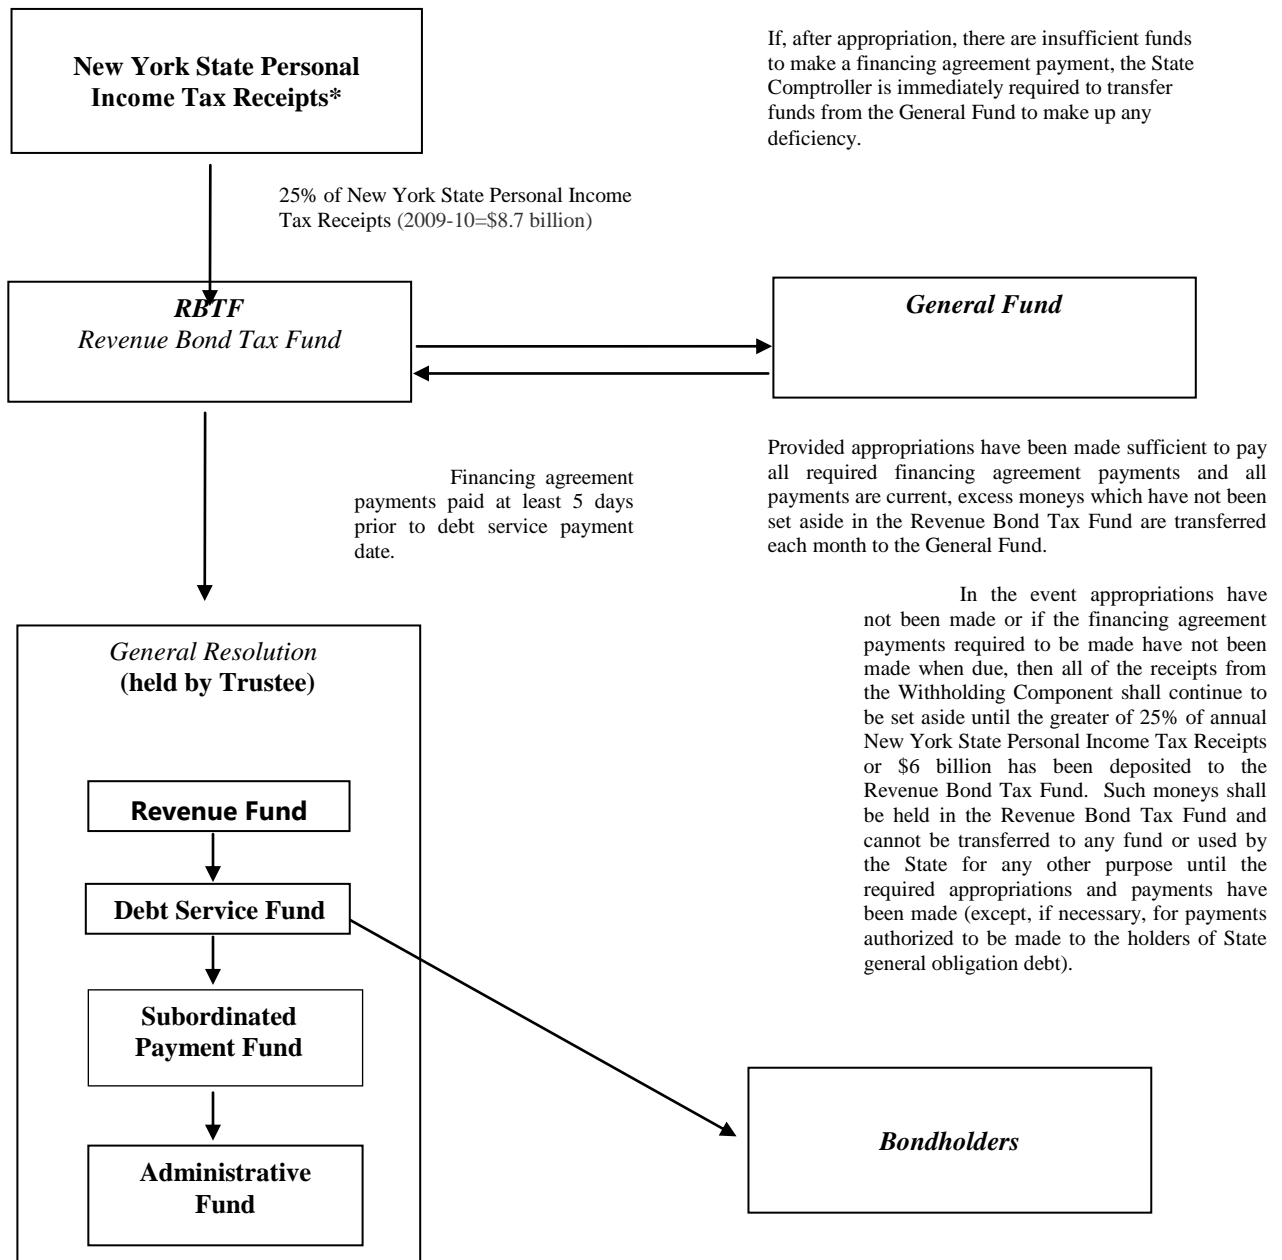 New York State Personal
Income Tax Receipts*
If, after appropriation, there are insufficient funds
to make a financing agreement payment, the State
Comptroller is immediately required to transfer
funds from the General Fund to make up any
deficiency.
25% of New York State Personal Income
Tax Receipts (2009-10=$8.7 billion)
RBTF
Revenue Bond Tax Fund
General Fund
Financing agreement
payments paid at least 5 days
prior to debt service payment
date.
Provided appropriations have been made sufficient to pay
all required financing agreement payments and all
payments are current, excess moneys which have not been
set aside in the Revenue Bond Tax Fund are transferred
each month to the General Fund.
In the event appropriations have
not been made or if the financing agreement
payments required to be made have not been
made when due, then all of the receipts from
the Withholding Component shall continue to
be set aside until the greater of 25% of annual
New York State Personal Income Tax Receipts
or $6 billion has been deposited to the
Revenue Bond Tax Fund. Such moneys shall
be held in the Revenue Bond Tax Fund and
cannot be transferred to any fund or used by
the State for any other purpose until the
required appropriations and payments have
been made (except, if necessary, for payments
authorized to be made to the holders of State
general obligation debt).
General Resolution
(held by Trustee)
Revenue Fund
Debt Service Fund
Subordinated
Payment Fund
Administrative
Fund
Bondholders